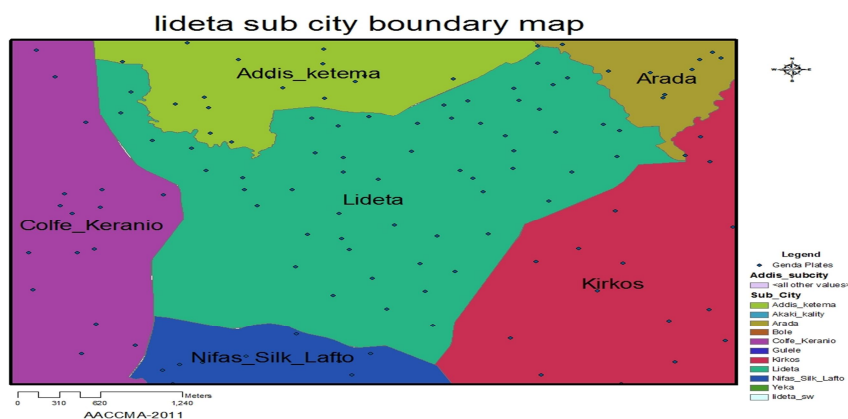 lideta sub city boundary map
Addis_ketema
Arada
Lideta
Colfe_Keranio
Kirkos
Nifas_Silk_Lafto
Legend
Genda Plates
Addis_subcity
<all other values>
Sub_City
Addis_ketema
Akaki_kality
Arada
Bole
Colfe_Keranio
Gulele
Kirkos
Lideta
Nifas_Silk_Lafto
Yeka
lideta_sw
Meters
0 310 620 1,240
AACCMA-2011